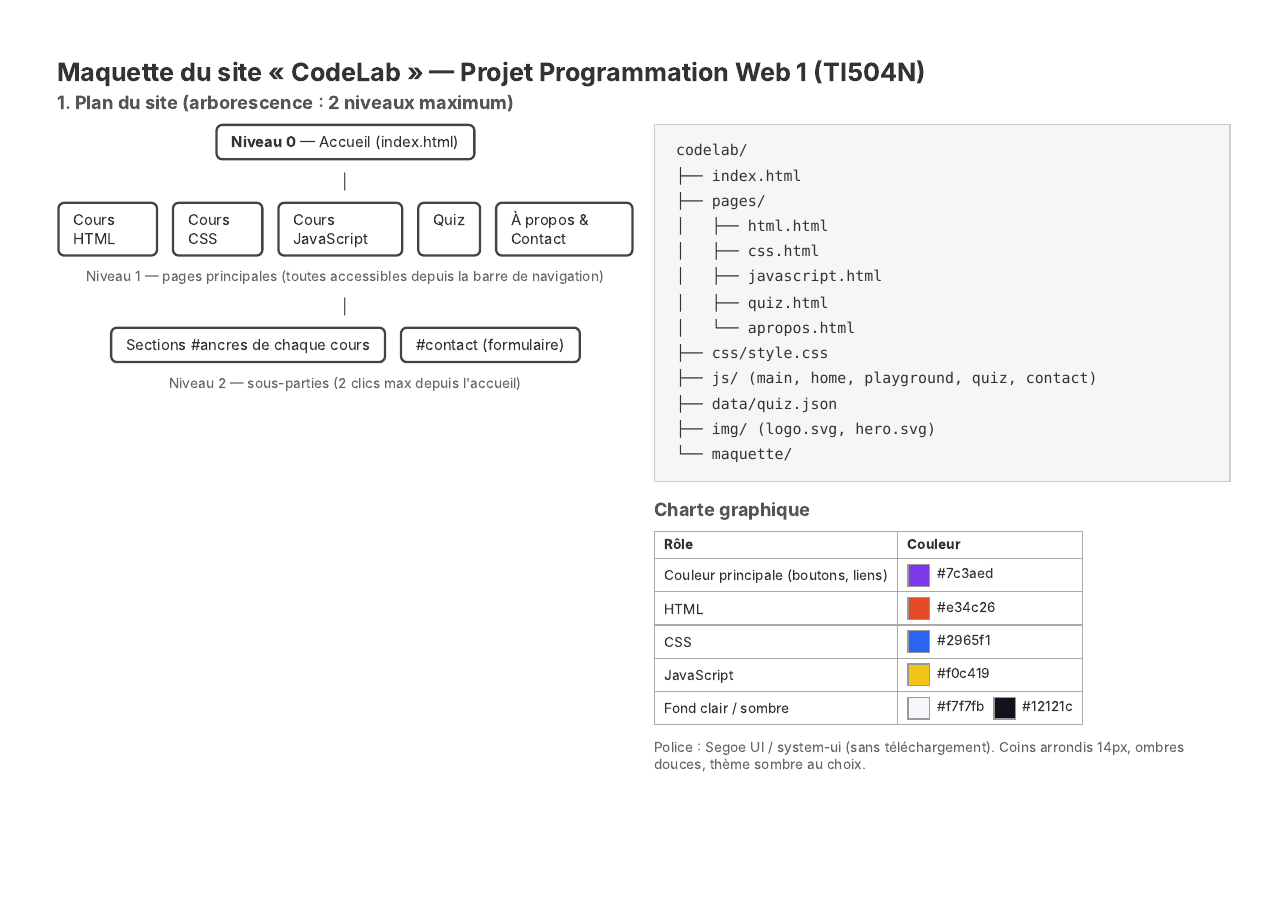 Maquette du site « CodeLab » — Projet Programmation Web 1 (TI504N)
1. Plan du site (arborescence : 2 niveaux maximum)
Niveau 0 — Accueil (index.html)
Cours
HTML
Cours
CSS
Cours
JavaScript
Quiz
À propos &
Contact
Niveau 1 — pages principales (toutes accessibles depuis la barre de navigation)
Sections #ancres de chaque cours
#contact (formulaire)
Niveau 2 — sous-parties (2 clics max depuis l'accueil)
codelab/
├── index.html
├── pages/
│   ├── html.html
│   ├── css.html
│   ├── javascript.html
│   ├── quiz.html
│   └── apropos.html
├── css/style.css
├── js/ (main, home, playground, quiz, contact)
├── data/quiz.json
├── img/ (logo.svg, hero.svg)
└── maquette/
Charte graphique
Rôle Couleur
Couleur principale (boutons, liens) #7c3aed
HTML #e34c26
CSS #2965f1
JavaScript #f0c419
Fond clair / sombre #f7f7fb #12121c
Police : Segoe UI / system-ui (sans téléchargement). Coins arrondis 14px, ombres
douces, thème sombre au choix.